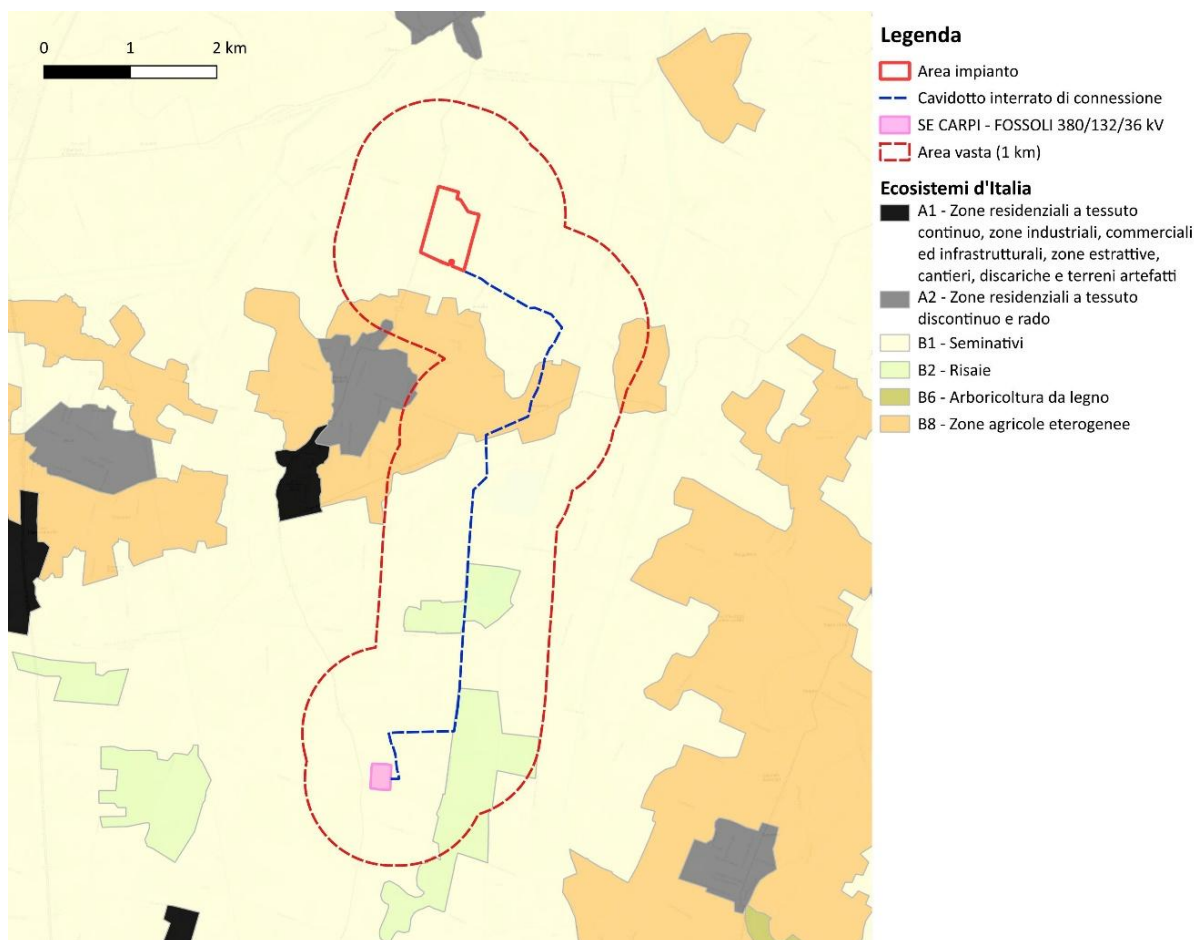 0 1 2 km
Legenda
Area impianto
Cavidotto interrato di connessione
SE CARPI - FOSSOLI 380/132/36 kV
Area vasta (1 km)
Ecosistemi d'Italia
A1 - Zone residenziali a tessuto
continuo, zone industriali, commerciali
ed infrastrutturali, zone estrattive,
cantieri, discariche e terreni artefatti
A2 - Zone residenziali a tessuto
discontinuo e rado
B1 - Seminativi
B2 - Risaie
B6 - Arboricoltura da legno
B8 - Zone agricole eterogenee